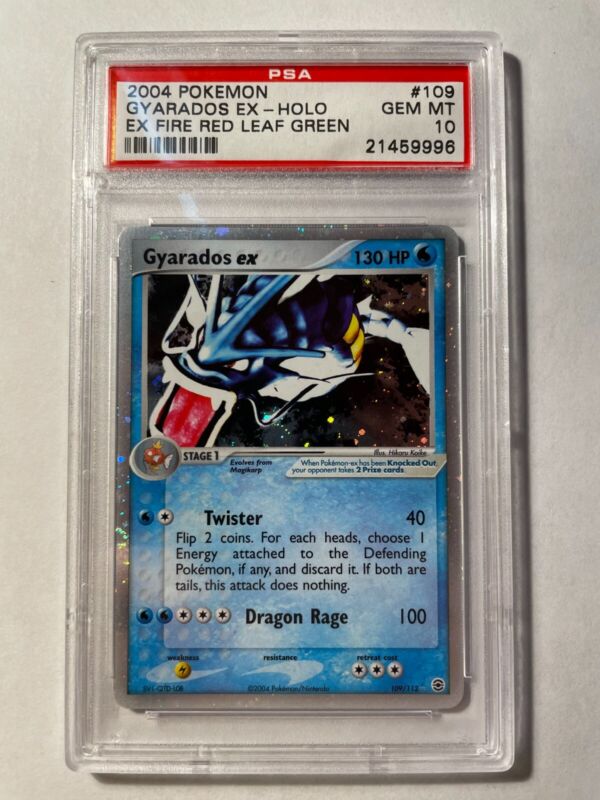 PSA
2004 POKEMON #109
GYARADOS EX-HOLO GEM MT
EX FIRE RED LEAF GREEN 10
21459996
Gyarados ex 130 HP
Illus. Hikaru Koike
STAGE 1
Evolves from
Magikarp
When Pokémon-ex has been Knocked Out,
your opponent takes 2 Prize cards.
Twister 40
Flip 2 coins. For each heads, choose 1
Energy attached to the Defending
Pokémon, if any, and discard it. If both are
tails, this attack does nothing.
Dragon Rage 100
weakness resistance retreat cost
©2004 Pokémon/Nintendo 109/112